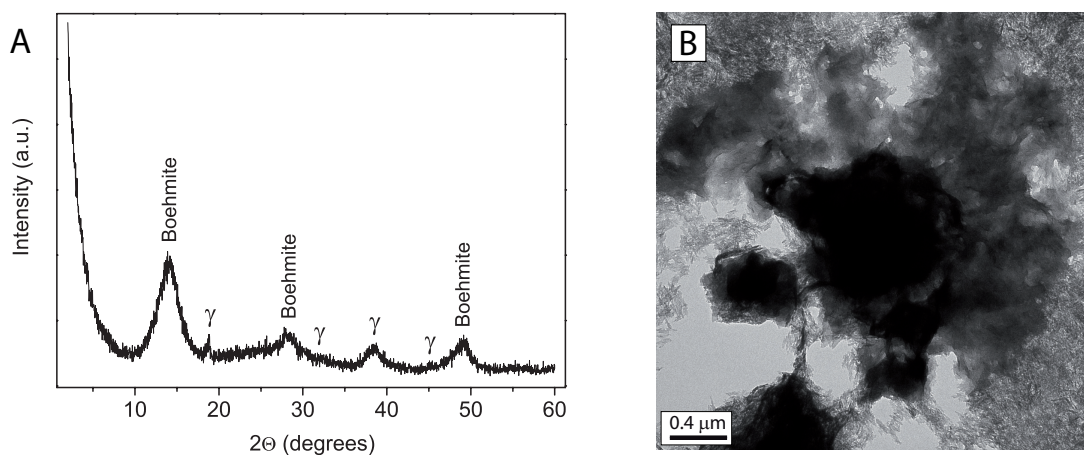 A
Intensity (a.u.)
Boehmite
γ
Boehmite
γ
γ
γ
Boehmite
10
20
30
40
50
60
2Θ (degrees)
B
0.4 μm